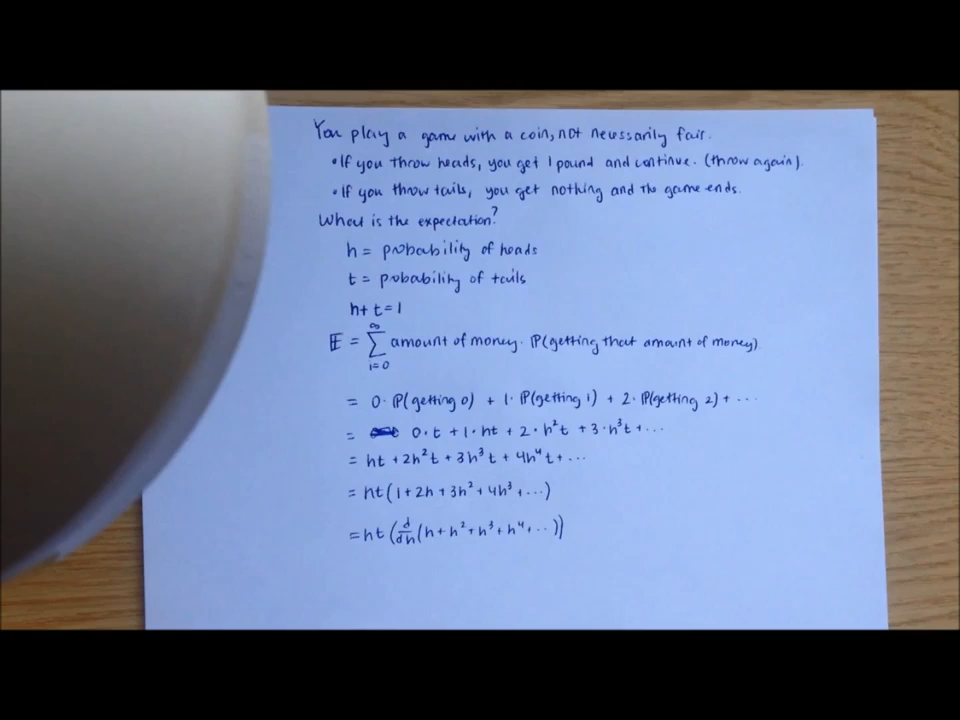 You play a game with a coin, not necessarily fair.
• If you throw heads, you get 1 pound and continue. (throw again).
• If you throw tails, you get nothing and the game ends.
What is the expectation?
h = probability of heads
t = probability of tails
h + t = 1
𝔼 = ∑_{i=0}^{∞} amount of money · ℙ(getting that amount of money)
= 0 · ℙ(getting 0) + 1 · ℙ(getting 1) + 2 · ℙ(getting 2) + ...
= 0·t + 1·ht + 2·h²t + 3·h³t + ...
= ht + 2h²t + 3h³t + 4h⁴t + ...
= ht(1 + 2h + 3h² + 4h³ + ...)
= ht(d/dh(h + h² + h³ + h⁴ + ...))